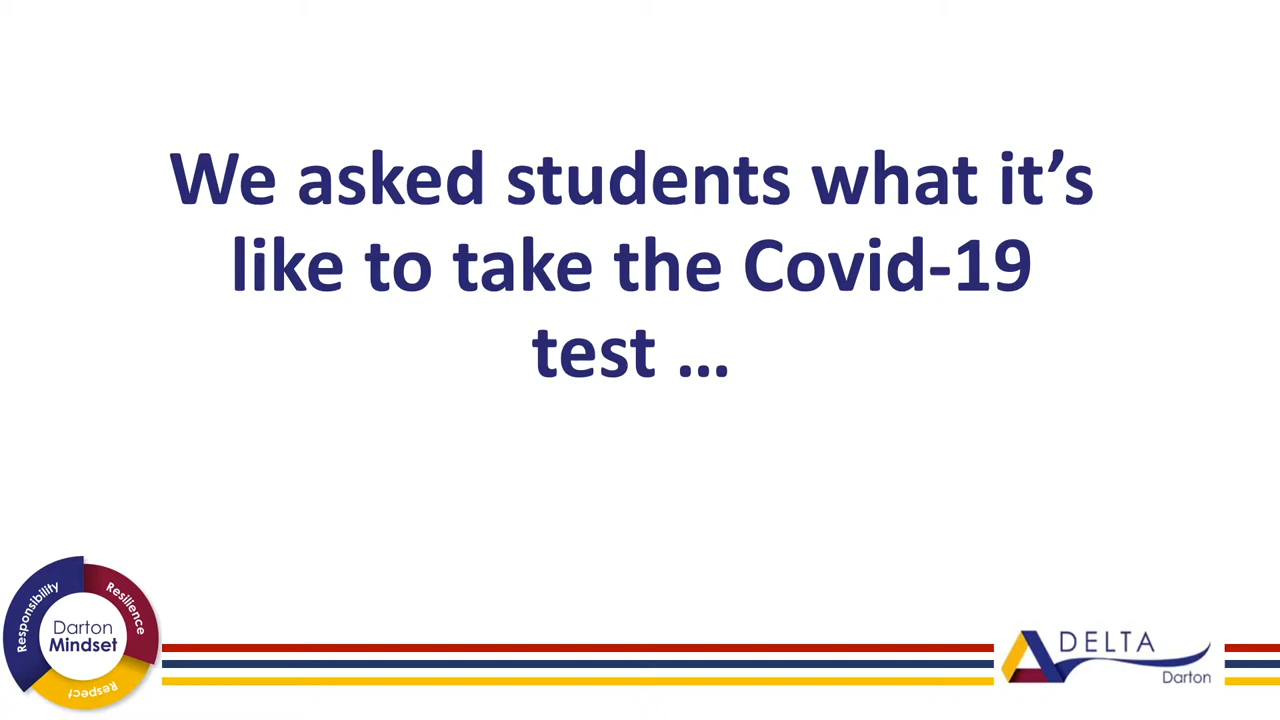 We asked students what it’s
like to take the Covid-19
test ...
Responsibility
Resilience
Darton
Mindset
Respect
DELTA
Darton